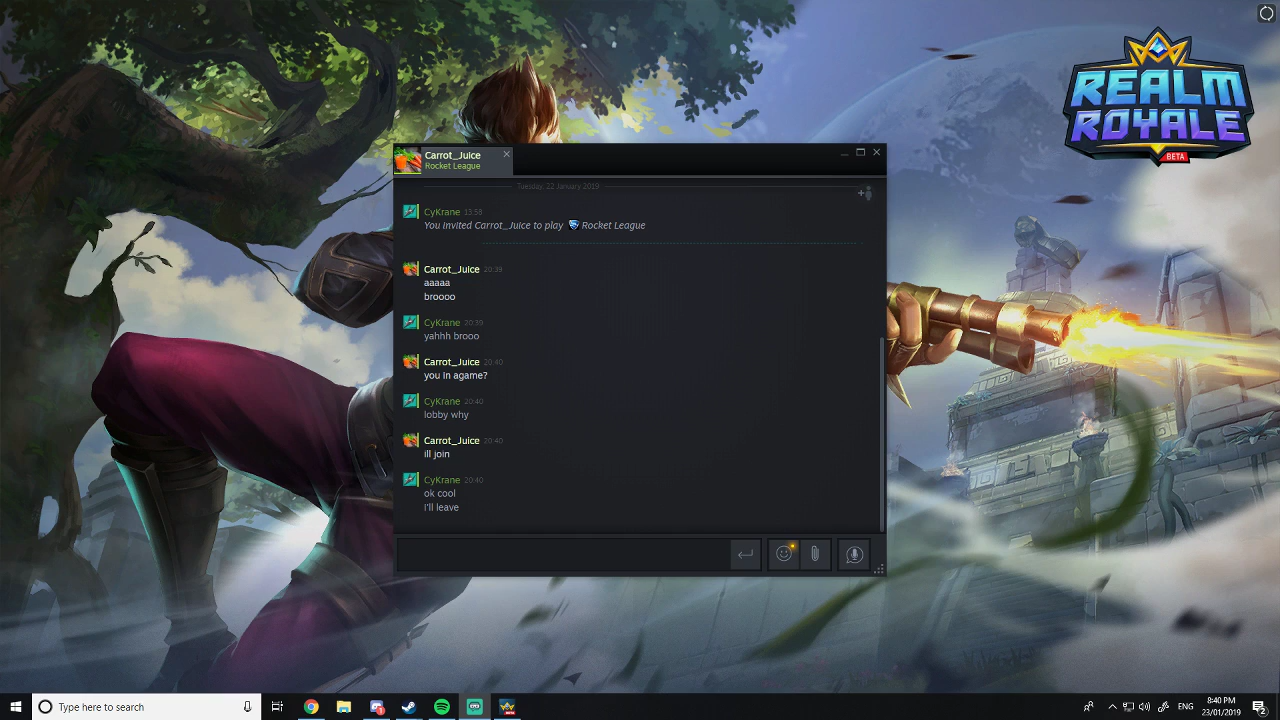 REALM
ROYALE
BETA
Carrot_Juice
Rocket League
Tuesday, 22 January 2019
CyKrane 13:58
You invited Carrot_Juice to play Rocket League
Carrot_Juice 20:39
aaaaa
broooo
CyKrane 20:39
yahhh brooo
Carrot_Juice 20:40
you in agame?
CyKrane 20:40
lobby why
Carrot_Juice 20:40
ill join
CyKrane 20:40
ok cool
I'll leave
Type here to search
ENG
8:40 PM
23/01/2019
2